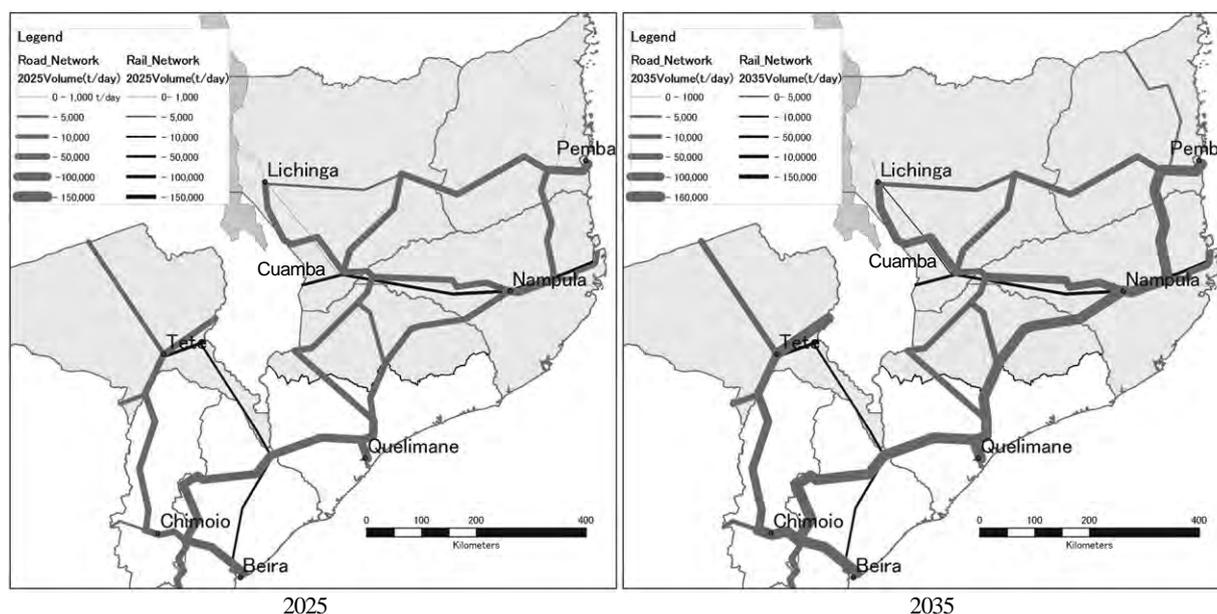 Legend
Road_Network Rail_Network
2025Volume(t/day) 2025Volume(t/day)
0 - 1,000 t/day 0 - 1,000
- 5,000 - 5,000
- 10,000 - 10,000
- 50,000 - 50,000
- 100,000 - 100,000
- 150,000 - 150,000
Pemba
Lichinga
Cuamba
Nampula
Tete
Quelimane
Chimoio
Beira
0 100 200 400
Kilometers
2025
Legend
Road_Network Rail_Network
2035Volume(t/day) 2035Volume(t/day)
0 - 1000 0 - 5,000
- 5,000 - 10,000
- 10,000 - 50,000
- 50,000 - 10,0000
- 100,000 - 150,000
- 160,000
Pemba
Lichinga
Cuamba
Nampula
Tete
Quelimane
Chimoio
Beira
0 100 200 400
Kilometers
2035